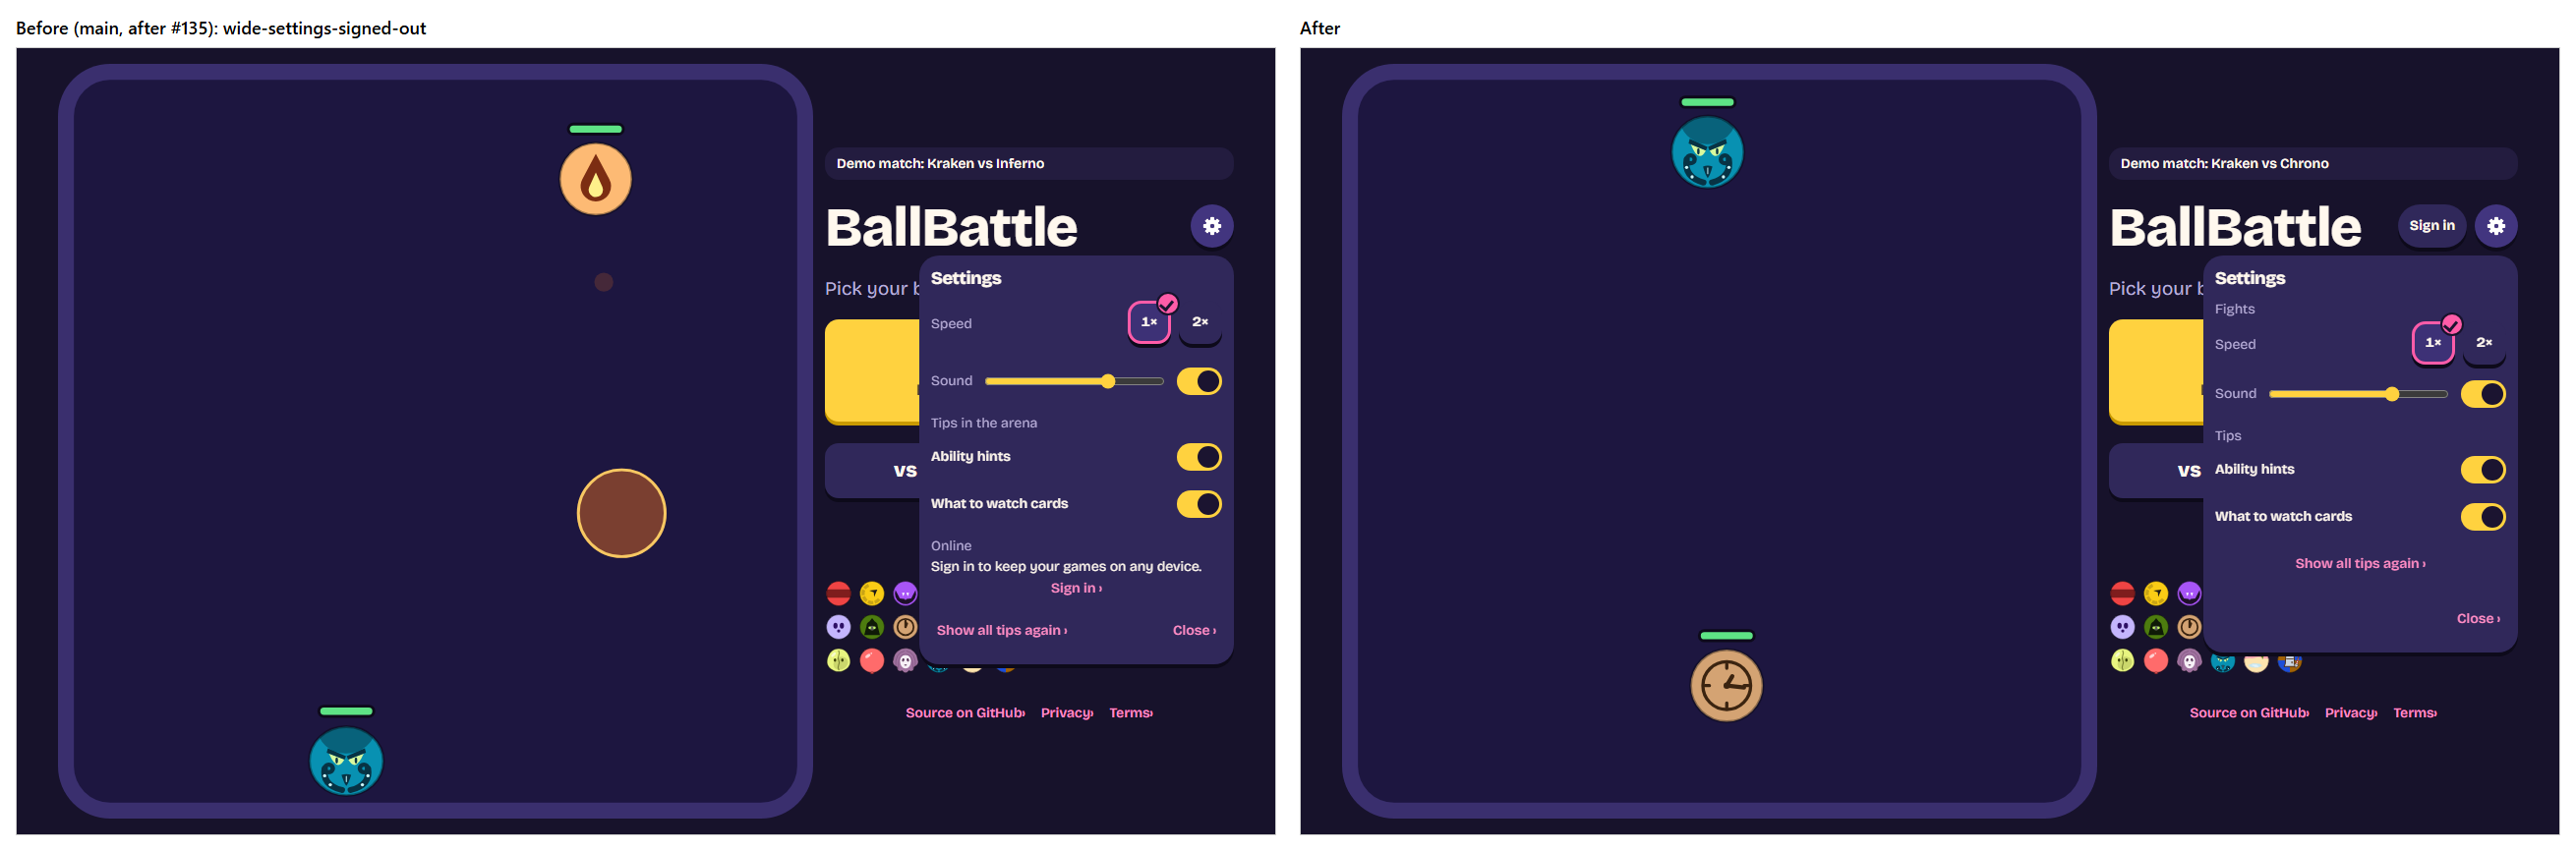 Before (main, after #135): wide-settings-signed-out
Demo match: Kraken vs Inferno
BallBattle
Pick your b
Settings
Speed 1× 2×
Sound
Tips in the arena
Ability hints
vs
What to watch cards
Online
Sign in to keep your games on any device.
Sign in ›
Show all tips again › Close ›
Source on GitHub› Privacy› Terms›
After
Demo match: Kraken vs Chrono
BallBattle Sign in
Pick your b
Settings
Fights
Speed 1× 2×
Sound
Tips
Ability hints
vs
What to watch cards
Show all tips again ›
Close ›
Source on GitHub› Privacy› Terms›